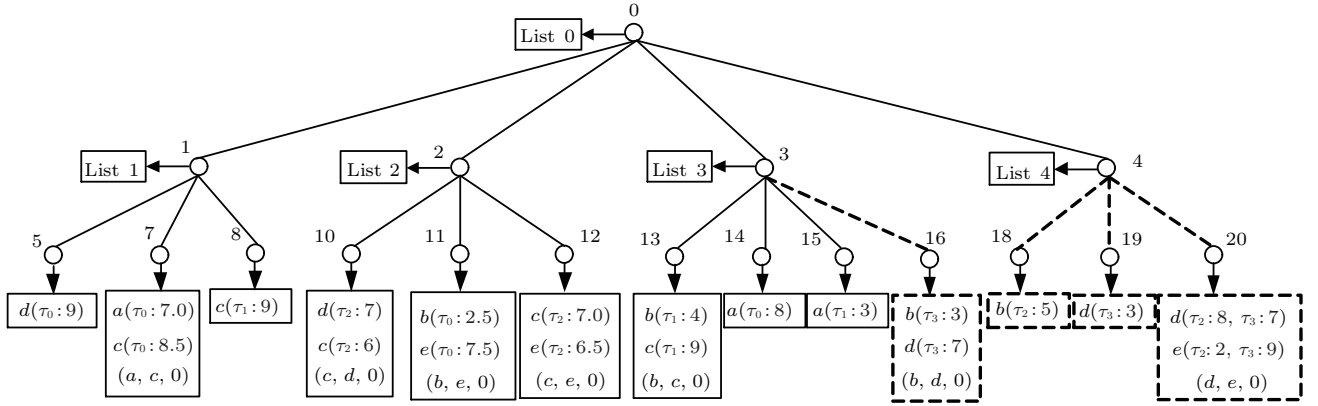 0
List 0
1
List 1
2
List 2
3
List 3
4
List 4
5
7
8
10
11
12
13
14
15
16
18
19
20
d(τ₀:9)
a(τ₀:7.0)
c(τ₀:8.5)
(a, c, 0)
c(τ₁:9)
d(τ₂:7)
c(τ₂:6)
(c, d, 0)
b(τ₀:2.5)
e(τ₀:7.5)
(b, e, 0)
c(τ₂:7.0)
e(τ₂:6.5)
(c, e, 0)
b(τ₁:4)
c(τ₁:9)
(b, c, 0)
a(τ₀:8)
a(τ₁:3)
b(τ₃:3)
d(τ₃:7)
(b, d, 0)
b(τ₂:5)
d(τ₃:3)
d(τ₂:8, τ₃:7)
e(τ₂:2, τ₃:9)
(d, e, 0)